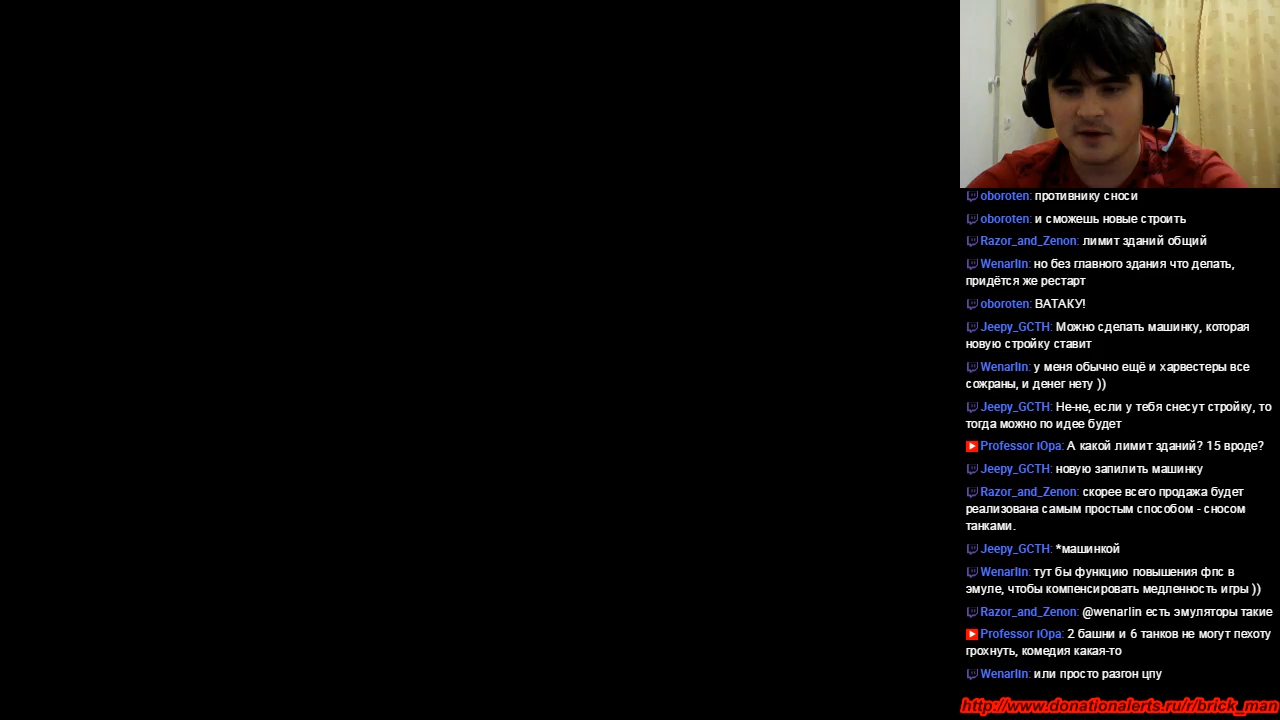 oboroten: противнику сноси
oboroten: и сможешь новые строить
Razor_and_Zenon: лимит зданий общий
Wenarlin: но без главного здания что делать,
придётся же рестарт
oboroten: ВАТАКУ!
Jeepy_GCTH: Можно сделать машинку, которая
новую стройку ставит
Wenarlin: у меня обычно ещё и харвестеры все
сожраны, и денег нету ))
Jeepy_GCTH: Не-не, если у тебя снесут стройку, то
тогда можно по идее будет
Professor iOpa: А какой лимит зданий? 15 вроде?
Jeepy_GCTH: новую запилить машинку
Razor_and_Zenon: скорее всего продажа будет
реализована самым простым способом - сносом
танками.
Jeepy_GCTH: *машинкой
Wenarlin: тут бы функцию повышения фпс в
эмуле, чтобы компенсировать медленность игры ))
Razor_and_Zenon: @wenarlin есть эмуляторы такие
Professor iOpa: 2 башни и 6 танков не могут пехоту
грохнуть, комедия какая-то
Wenarlin: или просто разгон цпу
http://www.donationalerts.ru/r/brick_man